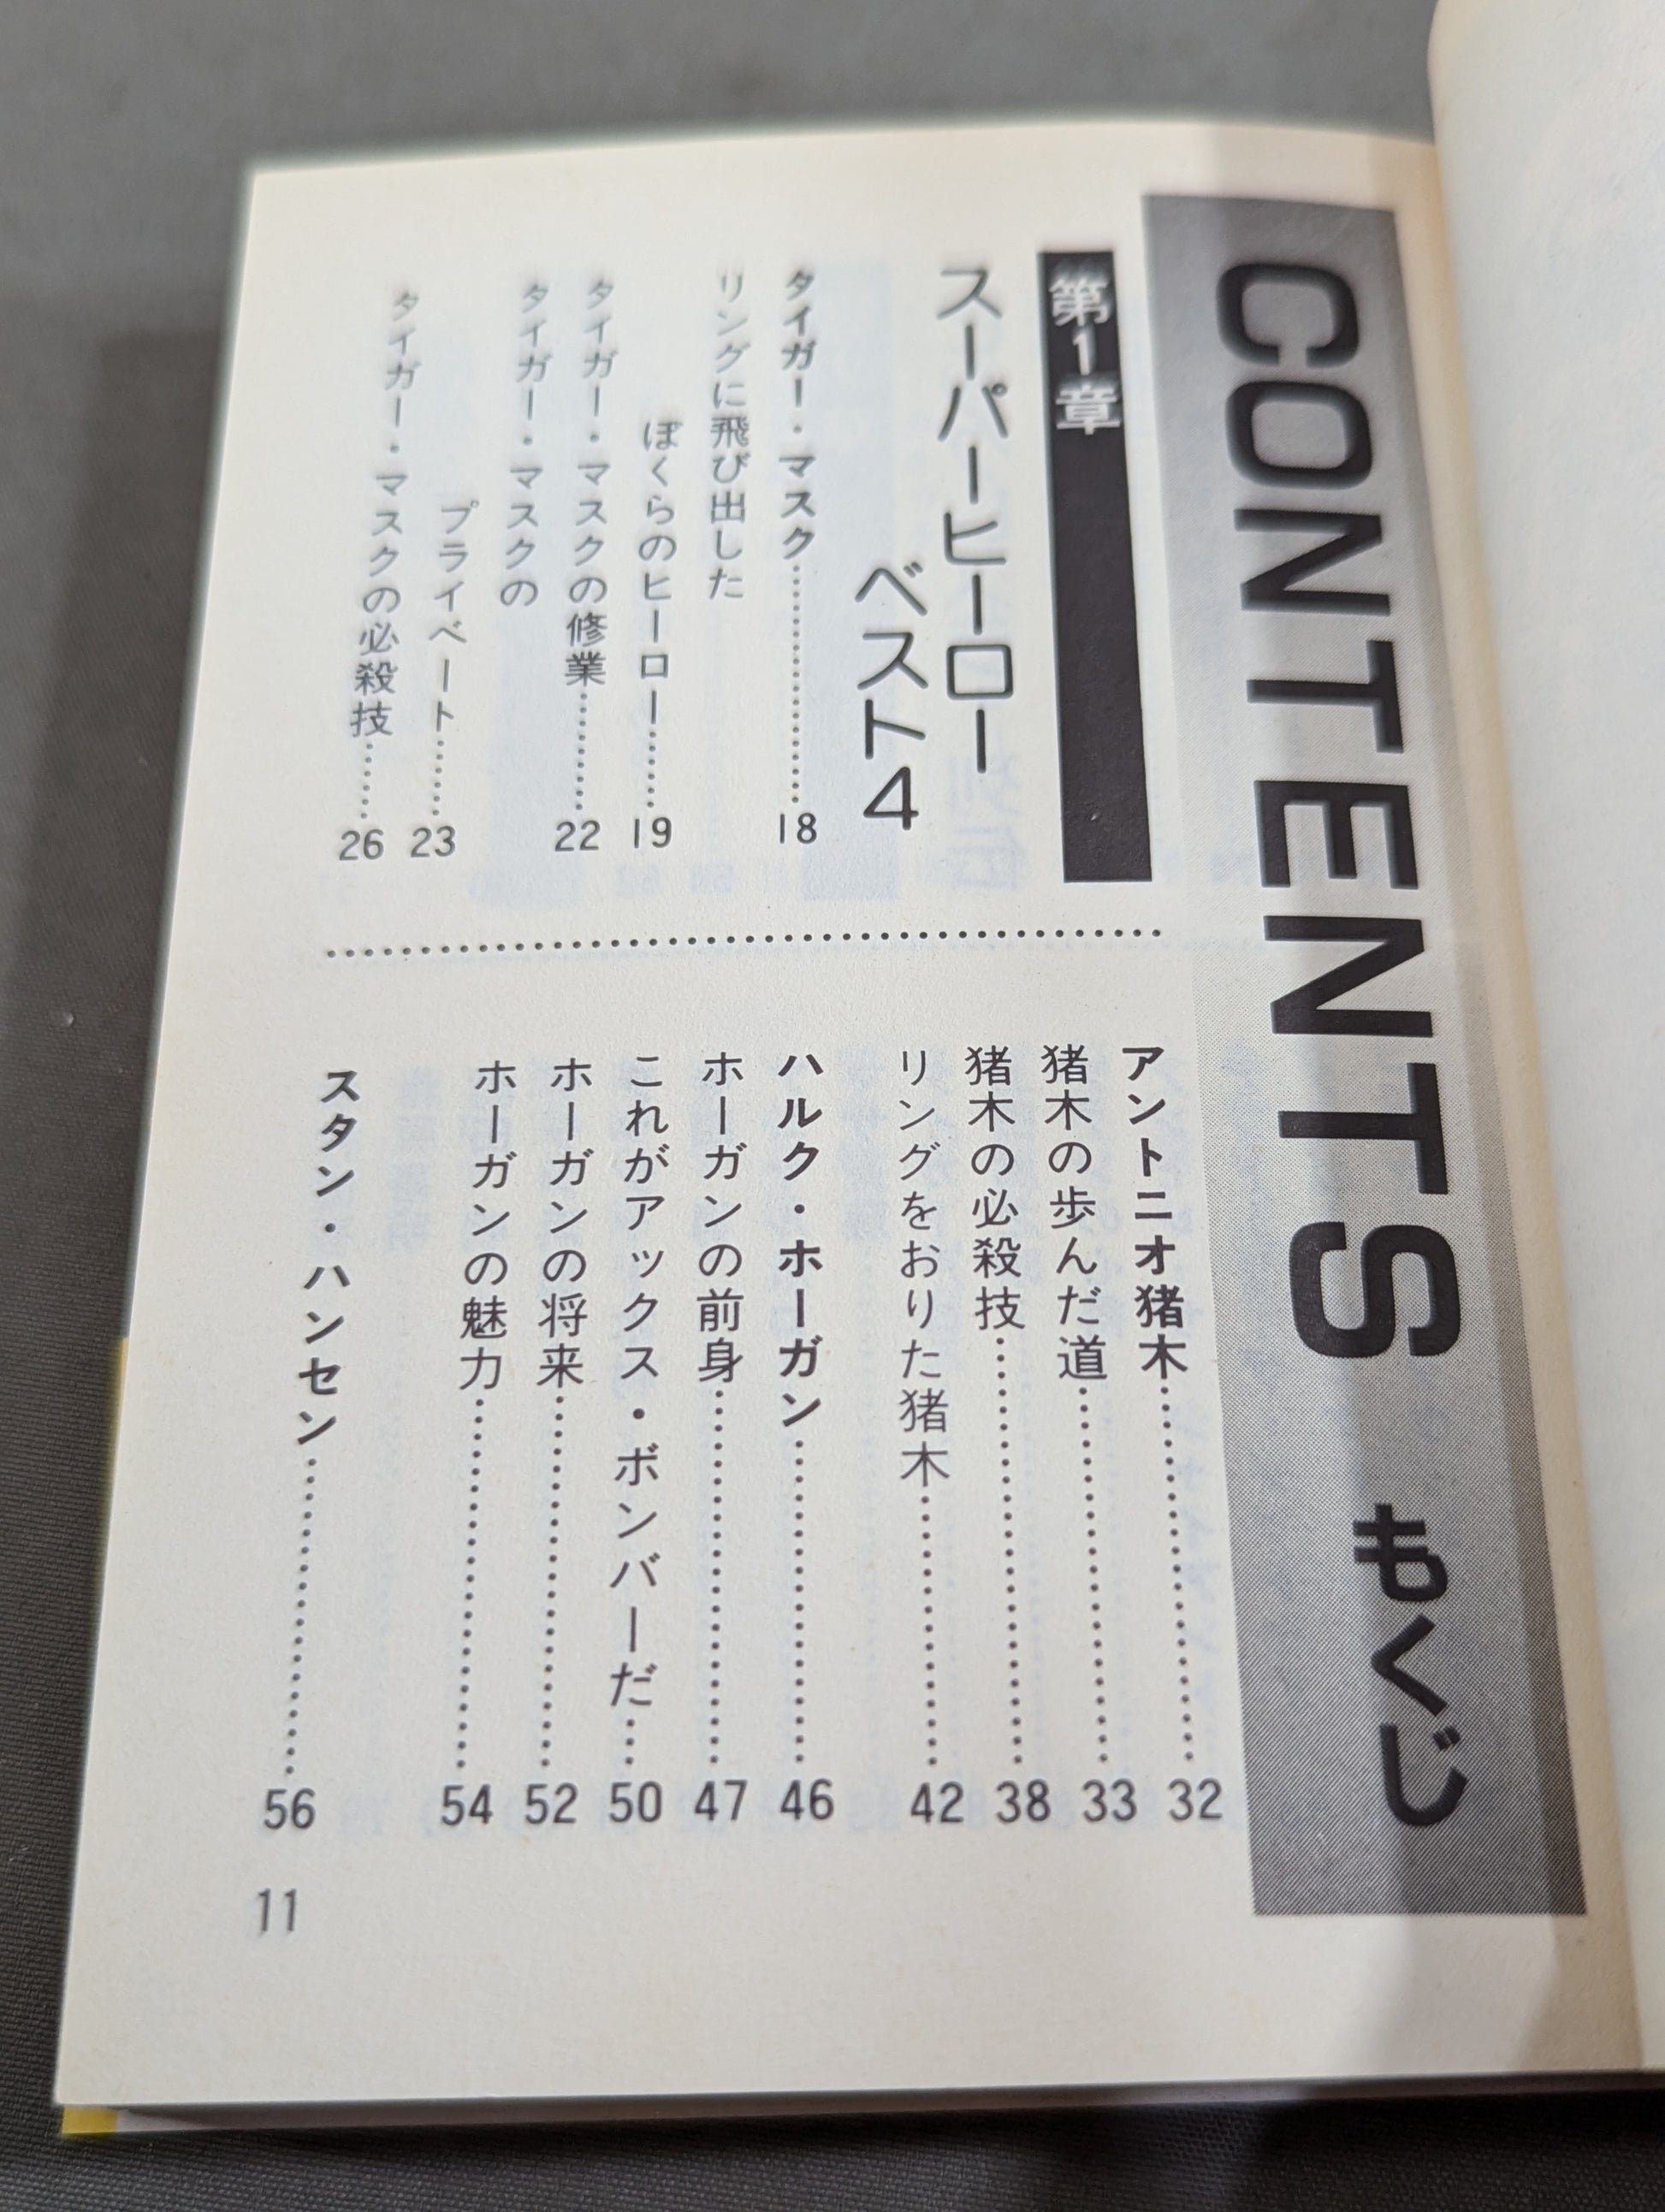 CONTENTS もくじ
第1章
スーパーヒーロー
ベスト4
タイガー・マスク…………18
リングに飛び出した
ぼくらのヒーロー……19
タイガー・マスクの修業……22
タイガー・マスクの
プライベート……23
タイガー・マスクの必殺技……26
アントニオ猪木…………32
猪木の歩んだ道…………33
猪木の必殺技…………38
リングをおりた猪木…………42
ハルク・ホーガン…………46
ホーガンの前身…………47
これがアックス・ボンバーだ……50
ホーガンの将来…………52
ホーガンの魅力…………54
スタン・ハンセン…………56
11